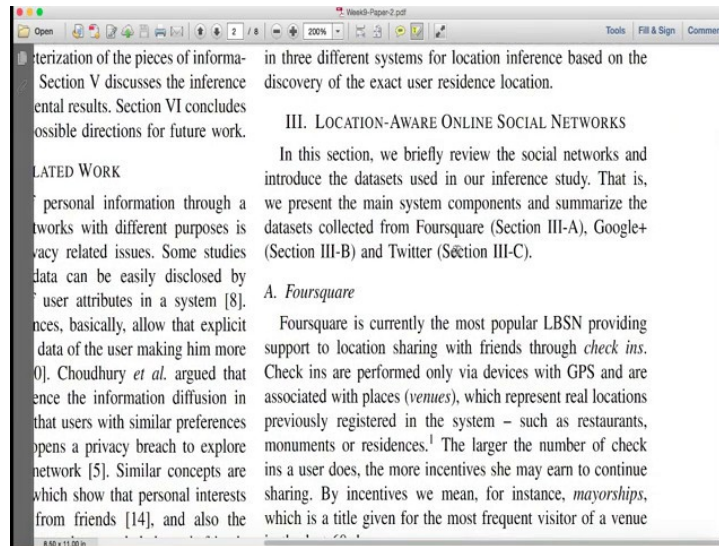 Week9-Paper-2.pdf
Open 2 / 8 200% Tools Fill & Sign Comment
terization of the pieces of informa-
Section V discusses the inference
ental results. Section VI concludes
ossible directions for future work.
LATED WORK
personal information through a
tworks with different purposes is
vacy related issues. Some studies
data can be easily disclosed by
user attributes in a system [8].
nces, basically, allow that explicit
data of the user making him more
0]. Choudhury et al. argued that
ence the information diffusion in
that users with similar preferences
opens a privacy breach to explore
network [5]. Similar concepts are
which show that personal interests
from friends [14], and also the
in three different systems for location inference based on the
discovery of the exact user residence location.
III. LOCATION-AWARE ONLINE SOCIAL NETWORKS
In this section, we briefly review the social networks and
introduce the datasets used in our inference study. That is,
we present the main system components and summarize the
datasets collected from Foursquare (Section III-A), Google+
(Section III-B) and Twitter (Section III-C).
A. Foursquare
Foursquare is currently the most popular LBSN providing
support to location sharing with friends through check ins.
Check ins are performed only via devices with GPS and are
associated with places (venues), which represent real locations
previously registered in the system – such as restaurants,
monuments or residences.1 The larger the number of check
ins a user does, the more incentives she may earn to continue
sharing. By incentives we mean, for instance, mayorships,
which is a title given for the most frequent visitor of a venue
8.50 x 11.00 in